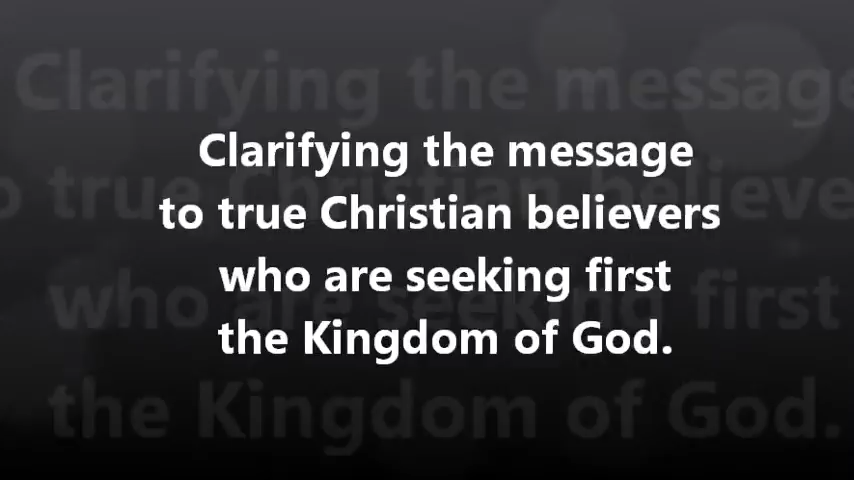 Clarifying the message
to true Christian believers
who are seeking first
the Kingdom of God.